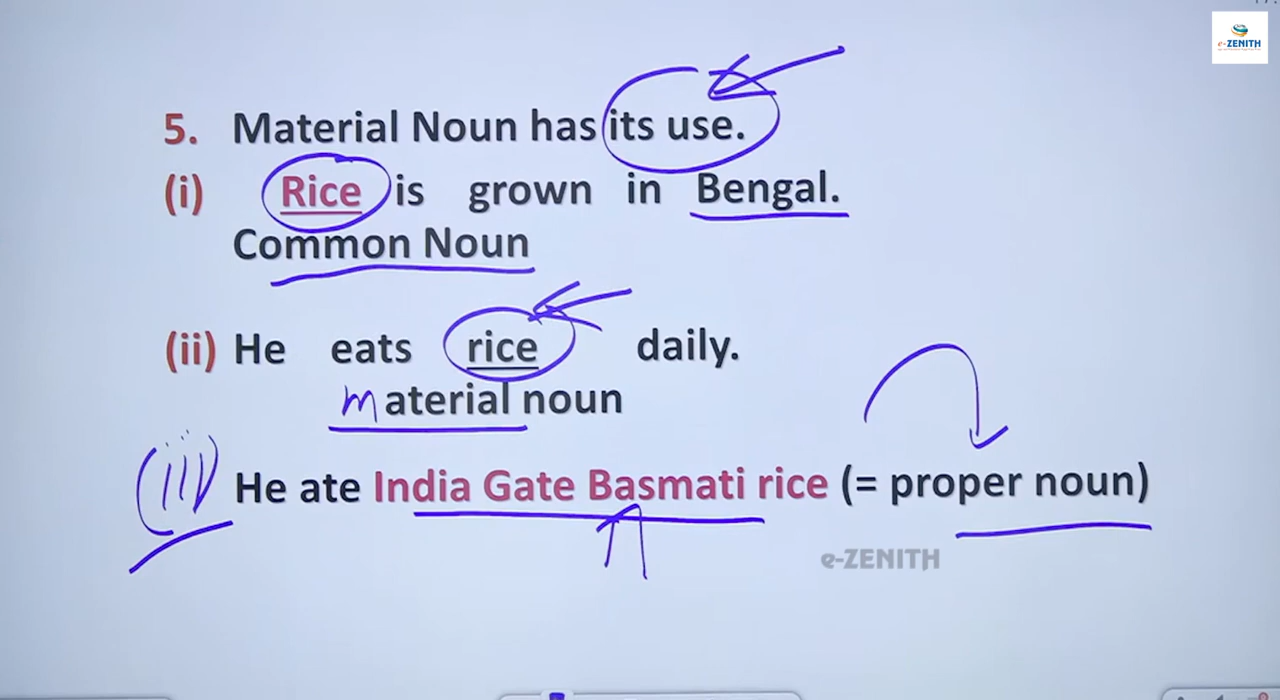 e-ZENITH
5. Material Noun has its use.
(i) Rice is grown in Bengal.
Common Noun
(ii) He eats rice daily.
material noun
(iii) He ate India Gate Basmati rice (= proper noun)
e-ZENITH